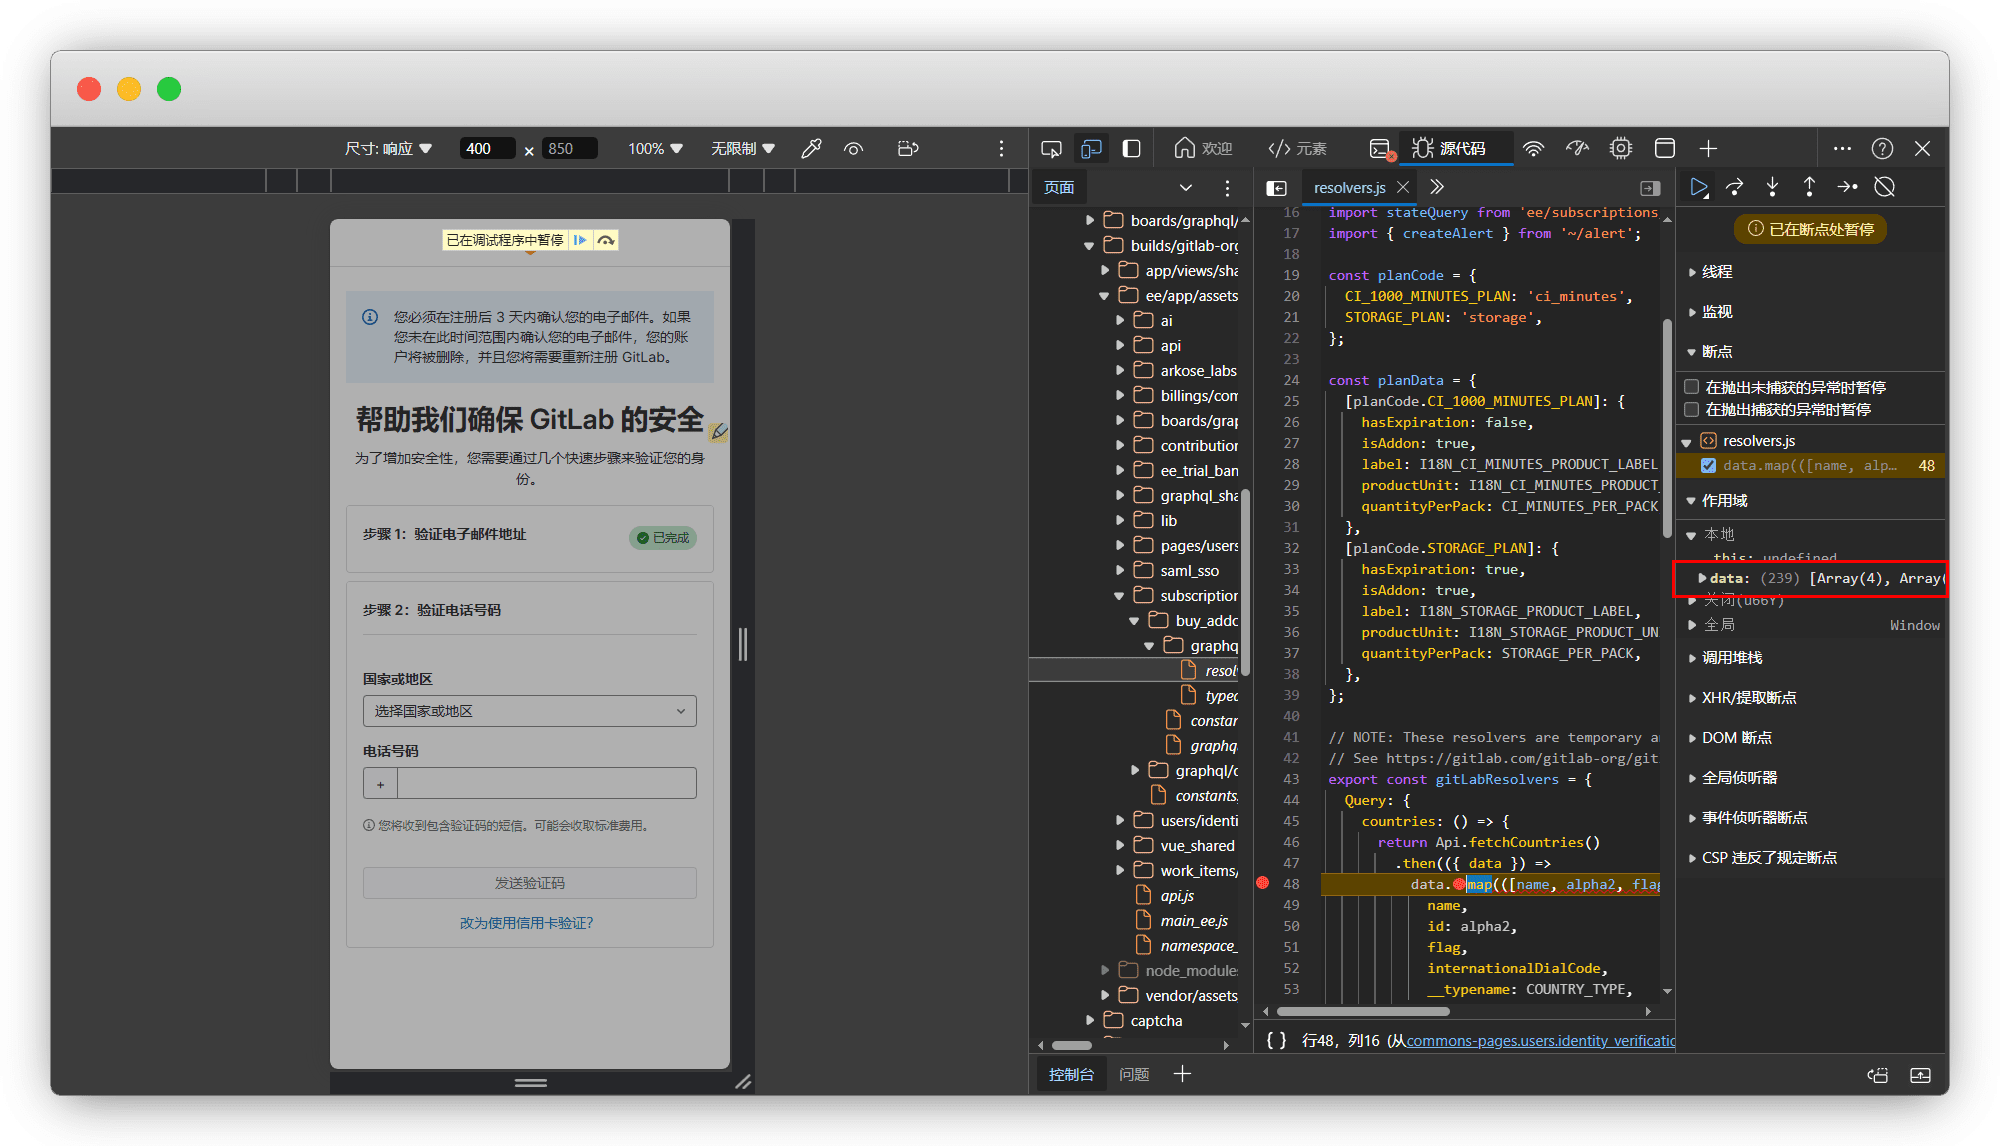 尺寸: 响应
400 × 850
100%
无限制
欢迎
元素
源代码
已在调试程序中暂停
您必须在注册后 3 天内确认您的电子邮件。如果
您未在此时间范围内确认您的电子邮件，您的账
户将被删除，并且您将需要重新注册 GitLab。
帮助我们确保 GitLab 的安全
为了增加安全性，您需要通过几个快速步骤来验证您的身
份。
步骤 1：验证电子邮件地址
已完成
步骤 2：验证电话号码
国家或地区
选择国家或地区
电话号码
+
您将收到包含验证码的短信。可能会收取标准费用。
发送验证码
改为使用信用卡验证？
页面
boards/graphql/
builds/gitlab-org
app/views/sha
ee/app/assets
ai
api
arkose_labs
billings/com
boards/grap
contribution
ee_trial_ban
graphql_sha
lib
pages/users
saml_sso
subscription
buy_addo
graphq
resol
typed
constan
graphq
graphql/c
constants.
users/identi
vue_shared
work_items/
api.js
main_ee.js
namespace_
node_modules
vendor/assets
captcha
resolvers.js
16 import stateQuery from 'ee/subscriptions
17 import { createAlert } from '~/alert';
18
19 const planCode = {
20 CI_1000_MINUTES_PLAN: 'ci_minutes',
21 STORAGE_PLAN: 'storage',
22 };
23
24 const planData = {
25 [planCode.CI_1000_MINUTES_PLAN]: {
26 hasExpiration: false,
27 isAddon: true,
28 label: I18N_CI_MINUTES_PRODUCT_LABEL
29 productUnit: I18N_CI_MINUTES_PRODUCT_
30 quantityPerPack: CI_MINUTES_PER_PACK
31 },
32 [planCode.STORAGE_PLAN]: {
33 hasExpiration: true,
34 isAddon: true,
35 label: I18N_STORAGE_PRODUCT_LABEL,
36 productUnit: I18N_STORAGE_PRODUCT_UN
37 quantityPerPack: STORAGE_PER_PACK,
38 },
39 };
40
41 // NOTE: These resolvers are temporary a
42 // See https://gitlab.com/gitlab-org/git
43 export const gitLabResolvers = {
44 Query: {
45 countries: () => {
46 return Api.fetchCountries()
47 .then(({ data }) =>
48 data.map(([name, alpha2, flag
49 name,
50 id: alpha2,
51 flag,
52 internationalDialCode,
53 __typename: COUNTRY_TYPE,
{ } 行48，列16 (从commons-pages.users.identity_verificatio
已在断点处暂停
线程
监视
断点
在抛出未捕获的异常时暂停
在抛出捕获的异常时暂停
resolvers.js
data.map(([name, alp… 48
作用域
本地
this: undefined
data: (239) [Array(4), Array(
关闭(u66Y)
全局 Window
调用堆栈
XHR/提取断点
DOM 断点
全局侦听器
事件侦听器断点
CSP 违反了规定断点
控制台
问题